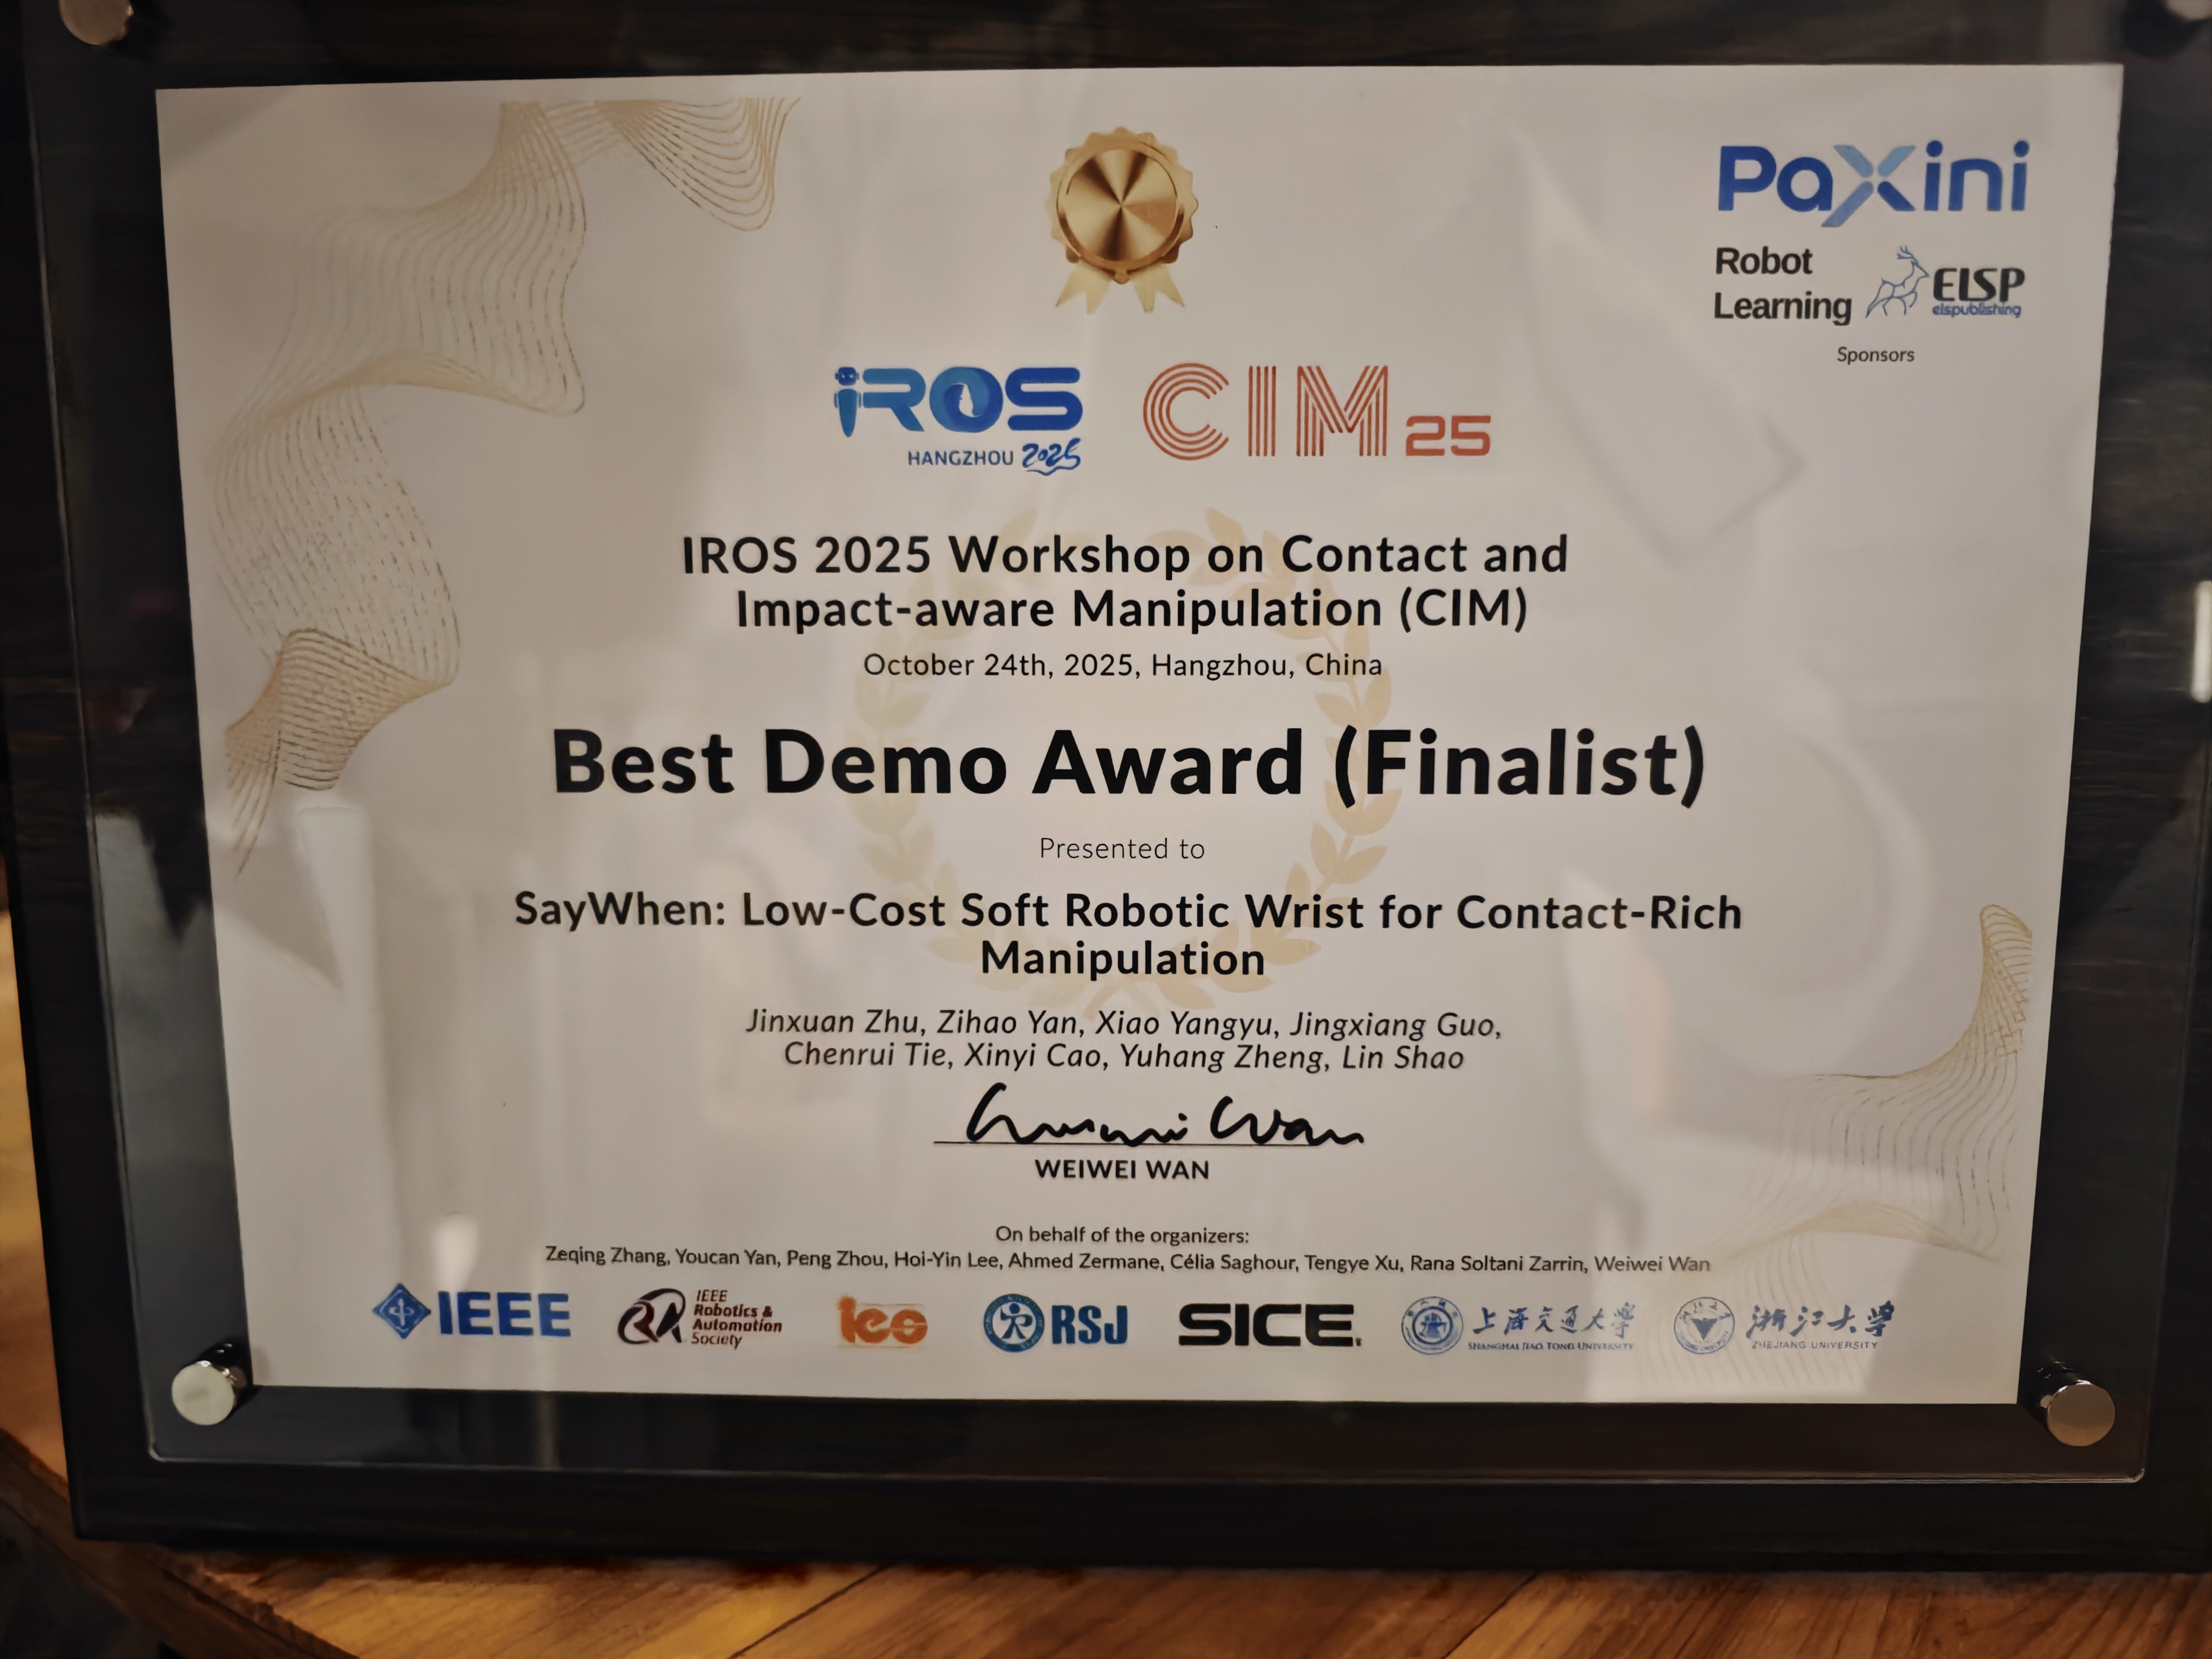 PaXini
Robot
Learning
ELSP
elspublishing
Sponsors
iROS
HANGZHOU 2025
CIM 25
IROS 2025 Workshop on Contact and
Impact-aware Manipulation (CIM)
October 24th, 2025, Hangzhou, China
Best Demo Award (Finalist)
Presented to
SayWhen: Low-Cost Soft Robotic Wrist for Contact-Rich
Manipulation
Jinxuan Zhu, Zihao Yan, Xiao Yangyu, Jingxiang Guo,
Chenrui Tie, Xinyi Cao, Yuhang Zheng, Lin Shao
WEIWEI WAN
On behalf of the organizers:
Zeqing Zhang, Youcan Yan, Peng Zhou, Hoi-Yin Lee, Ahmed Zermane, Célia Saghour, Tengye Xu, Rana Soltani Zarrin, Weiwei Wan
IEEE
IEEE
Robotics &
Automation
Society
ies
RSJ
SICE
上海交通大学
SHANGHAI JIAO TONG UNIVERSITY
浙江大学
ZHEJIANG UNIVERSITY